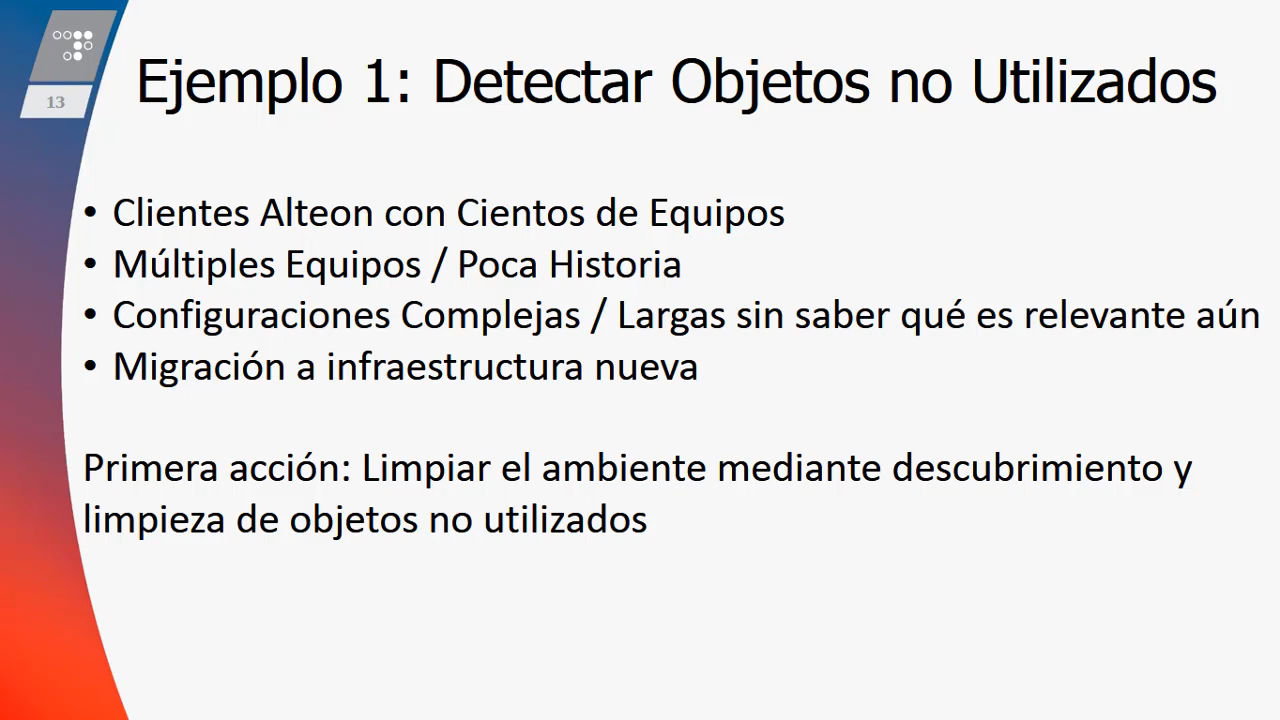 13
Ejemplo 1: Detectar Objetos no Utilizados
• Clientes Alteon con Cientos de Equipos
• Múltiples Equipos / Poca Historia
• Configuraciones Complejas / Largas sin saber qué es relevante aún
• Migración a infraestructura nueva
Primera acción: Limpiar el ambiente mediante descubrimiento y
limpieza de objetos no utilizados